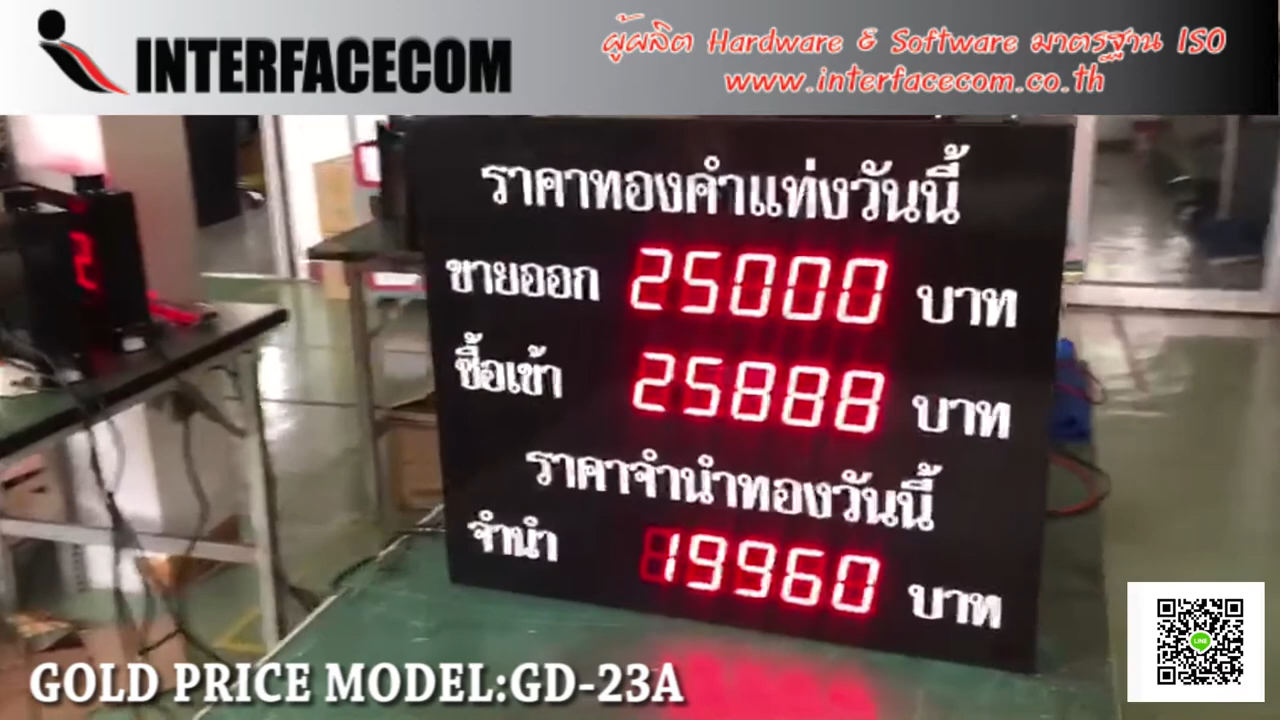 INTERFACECOM
ผู้ผลิต Hardware & Software มาตรฐาน ISO
www.interfacecom.co.th
ราคาทองคำแท่งวันนี้
ขายออก 25000 บาท
ซื้อเข้า 25888 บาท
ราคาจำนำทองวันนี้
จำนำ 19960 บาท
2
GOLD PRICE MODEL:GD-23A
LINE